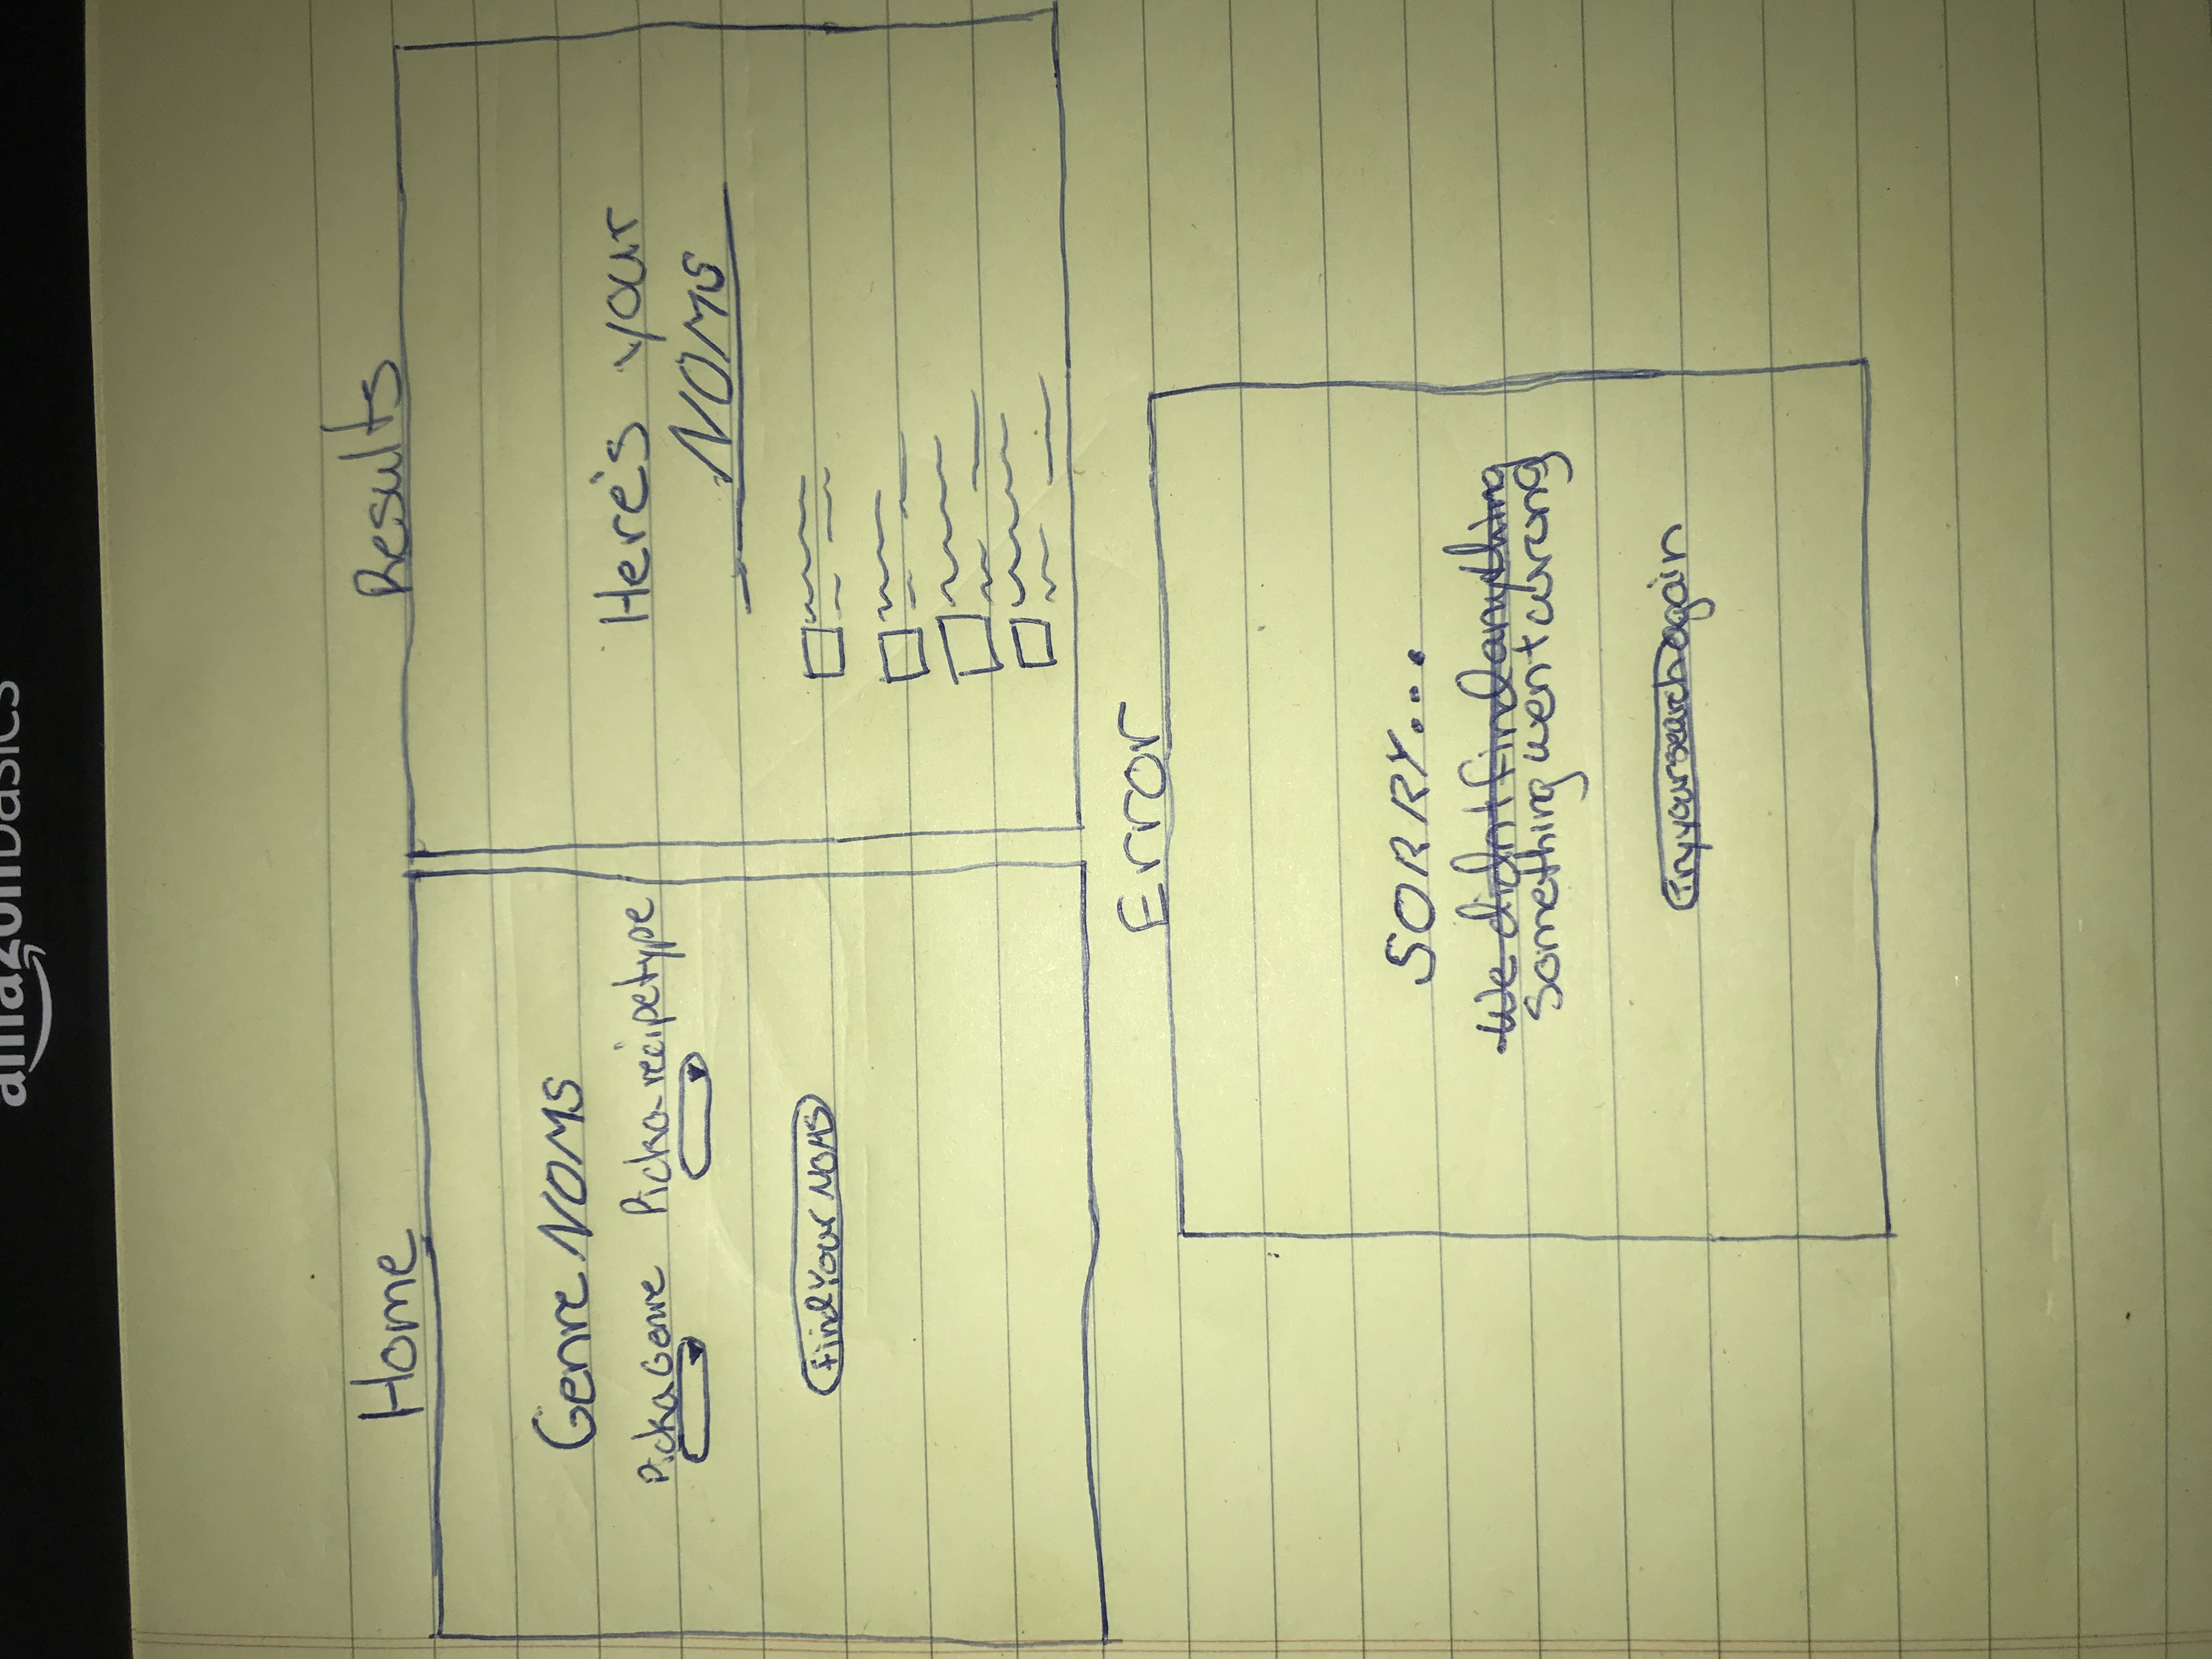 amazonbasics
Home
Genre NOMS
Pick a Genre Pick a recipe type
Find Your NOMS
Results
Here's your
NOMS
Error
SORRY...
We didn't find anything
Something went wrong
Try your search again